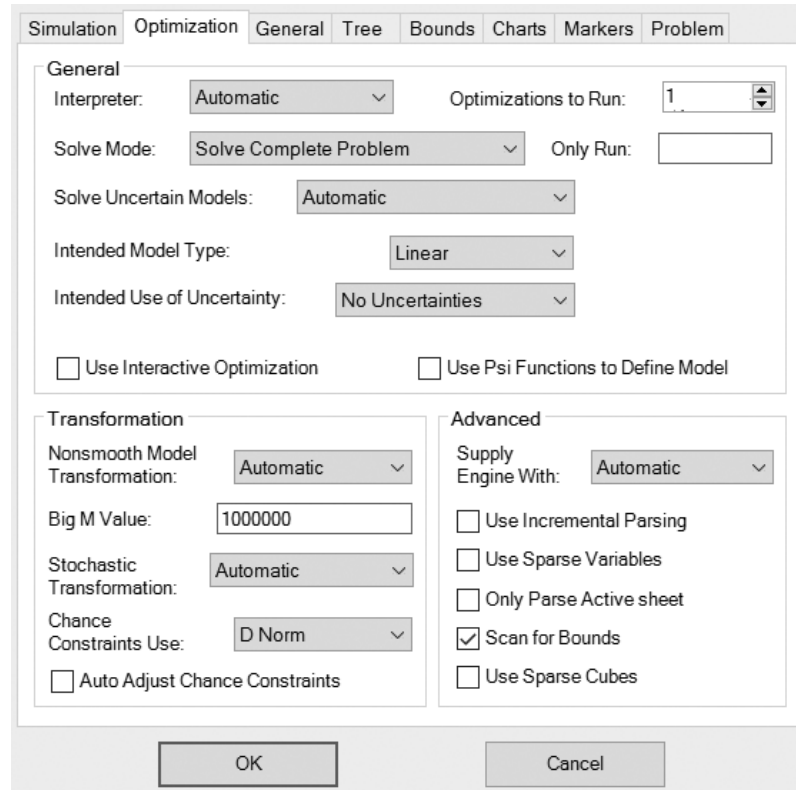 Simulation Optimization General Tree Bounds Charts Markers Problem
General
Interpreter: Automatic Optimizations to Run: 1
Solve Mode: Solve Complete Problem Only Run:
Solve Uncertain Models: Automatic
Intended Model Type: Linear
Intended Use of Uncertainty: No Uncertainties
Use Interactive Optimization Use Psi Functions to Define Model
Transformation
Nonsmooth Model
Transformation: Automatic
Big M Value: 1000000
Stochastic
Transformation: Automatic
Chance
Constraints Use: D Norm
Auto Adjust Chance Constraints
Advanced
Supply
Engine With: Automatic
Use Incremental Parsing
Use Sparse Variables
Only Parse Active sheet
Scan for Bounds
Use Sparse Cubes
OK Cancel